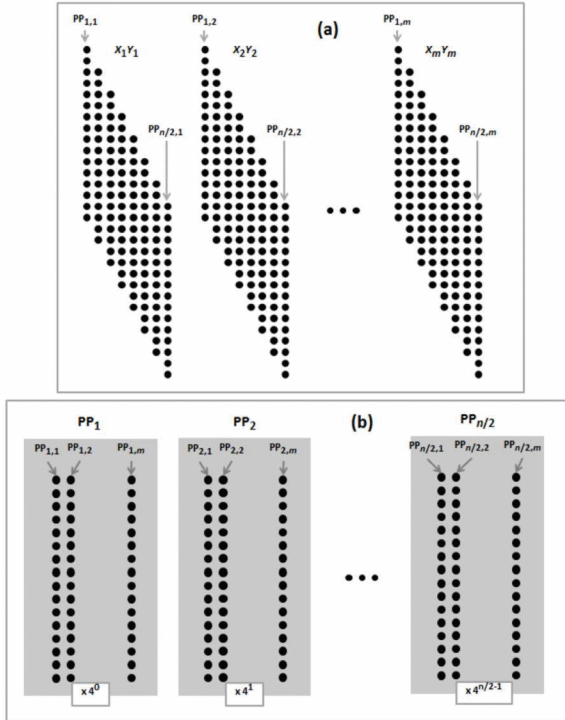 PP1,1 PP1,2 (a) PP1,m
X1Y1 X2Y2 XmYm
PPn/2,1 PPn/2,2 PPn/2,m
PP1 PP2 (b) PPn/2
PP1,1 PP1,2 PP1,m PP2,1 PP2,2 PP2,m PPn/2,1 PPn/2,2 PPn/2,m
x 4^0 x 4^1 x 4^n/2-1